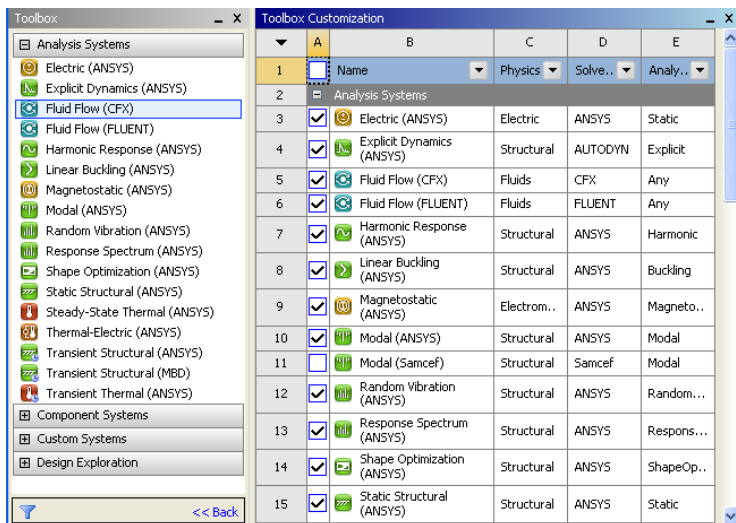 Toolbox
Analysis Systems
Electric (ANSYS)
Explicit Dynamics (ANSYS)
Fluid Flow (CFX)
Fluid Flow (FLUENT)
Harmonic Response (ANSYS)
Linear Buckling (ANSYS)
Magnetostatic (ANSYS)
Modal (ANSYS)
Random Vibration (ANSYS)
Response Spectrum (ANSYS)
Shape Optimization (ANSYS)
Static Structural (ANSYS)
Steady-State Thermal (ANSYS)
Thermal-Electric (ANSYS)
Transient Structural (ANSYS)
Transient Structural (MBD)
Transient Thermal (ANSYS)
Component Systems
Custom Systems
Design Exploration
<< Back
Toolbox Customization
A B C D E
1 Name Physics Solve.. Analy..
2 Analysis Systems
3 Electric (ANSYS) Electric ANSYS Static
4 Explicit Dynamics
(ANSYS) Structural AUTODYN Explicit
5 Fluid Flow (CFX) Fluids CFX Any
6 Fluid Flow (FLUENT) Fluids FLUENT Any
7 Harmonic Response
(ANSYS) Structural ANSYS Harmonic
8 Linear Buckling
(ANSYS) Structural ANSYS Buckling
9 Magnetostatic
(ANSYS) Electrom.. ANSYS Magneto..
10 Modal (ANSYS) Structural ANSYS Modal
11 Modal (Samcef) Structural Samcef Modal
12 Random Vibration
(ANSYS) Structural ANSYS Random...
13 Response Spectrum
(ANSYS) Structural ANSYS Respons...
14 Shape Optimization
(ANSYS) Structural ANSYS ShapeOp..
15 Static Structural
(ANSYS) Structural ANSYS Static